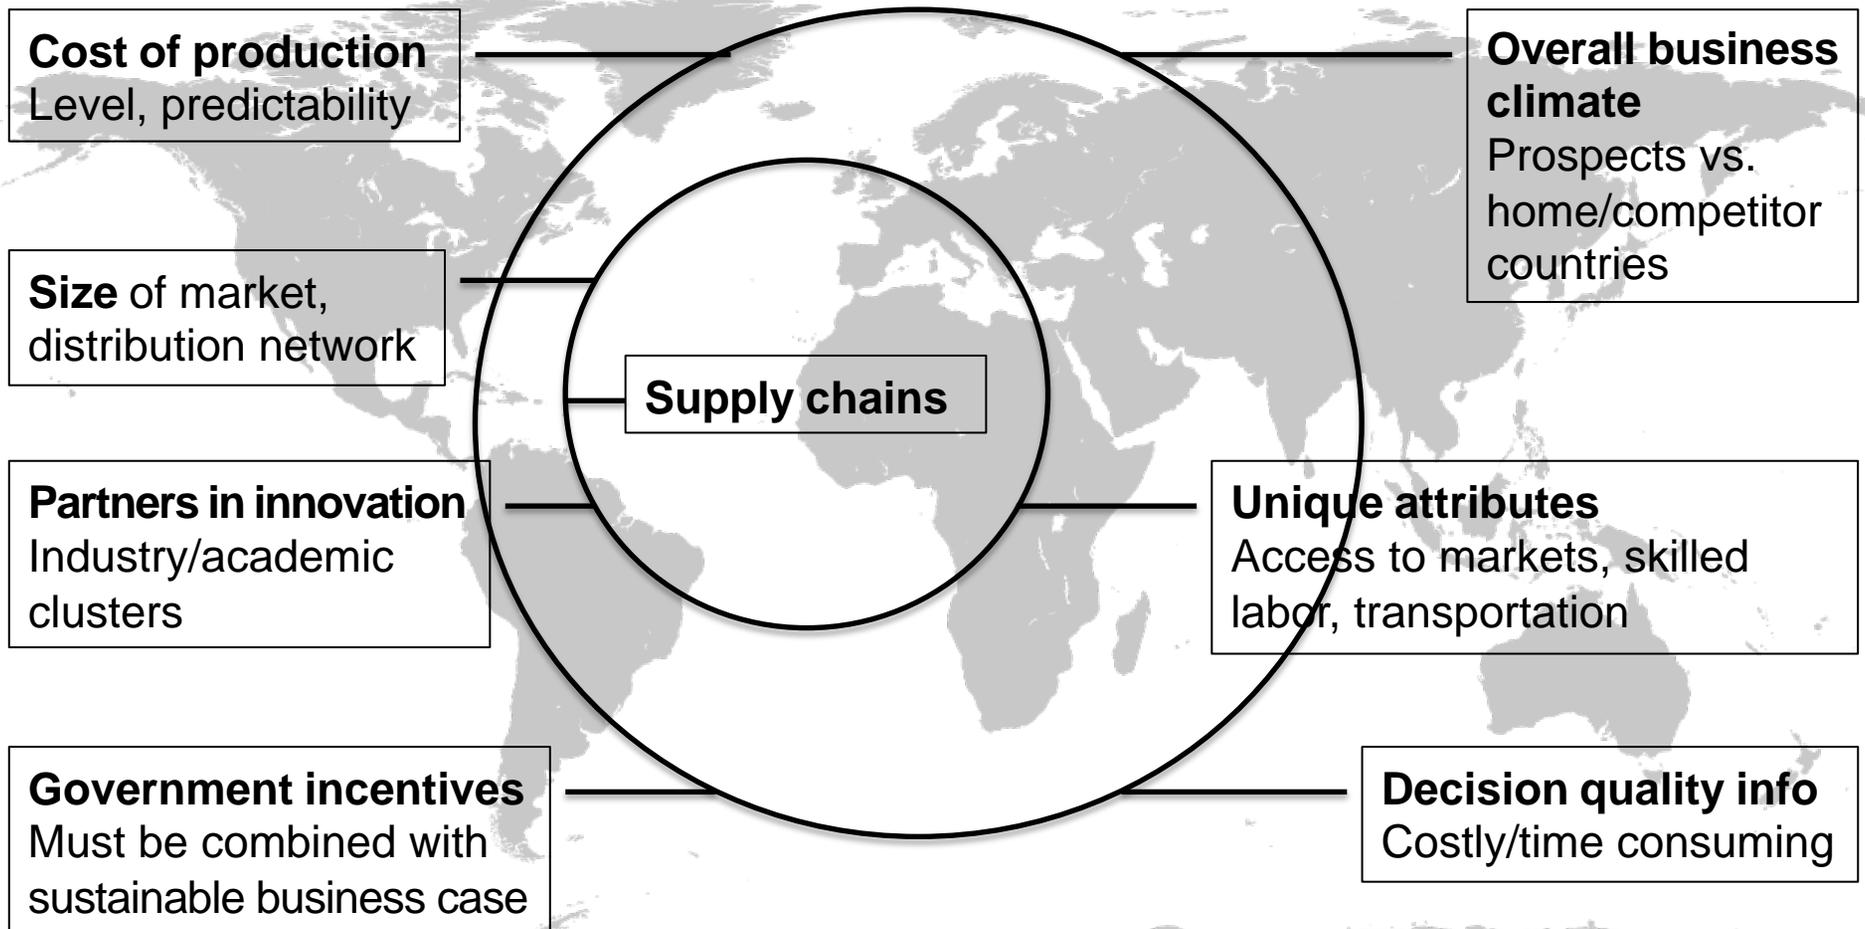 Cost of production
Level, predictability
Overall business
climate
Prospects vs.
home/competitor
countries
Size of market,
distribution network
Supply chains
Partners in innovation
Industry/academic
clusters
Unique attributes
Access to markets, skilled
labor, transportation
Government incentives
Must be combined with
sustainable business case
Decision quality info
Costly/time consuming